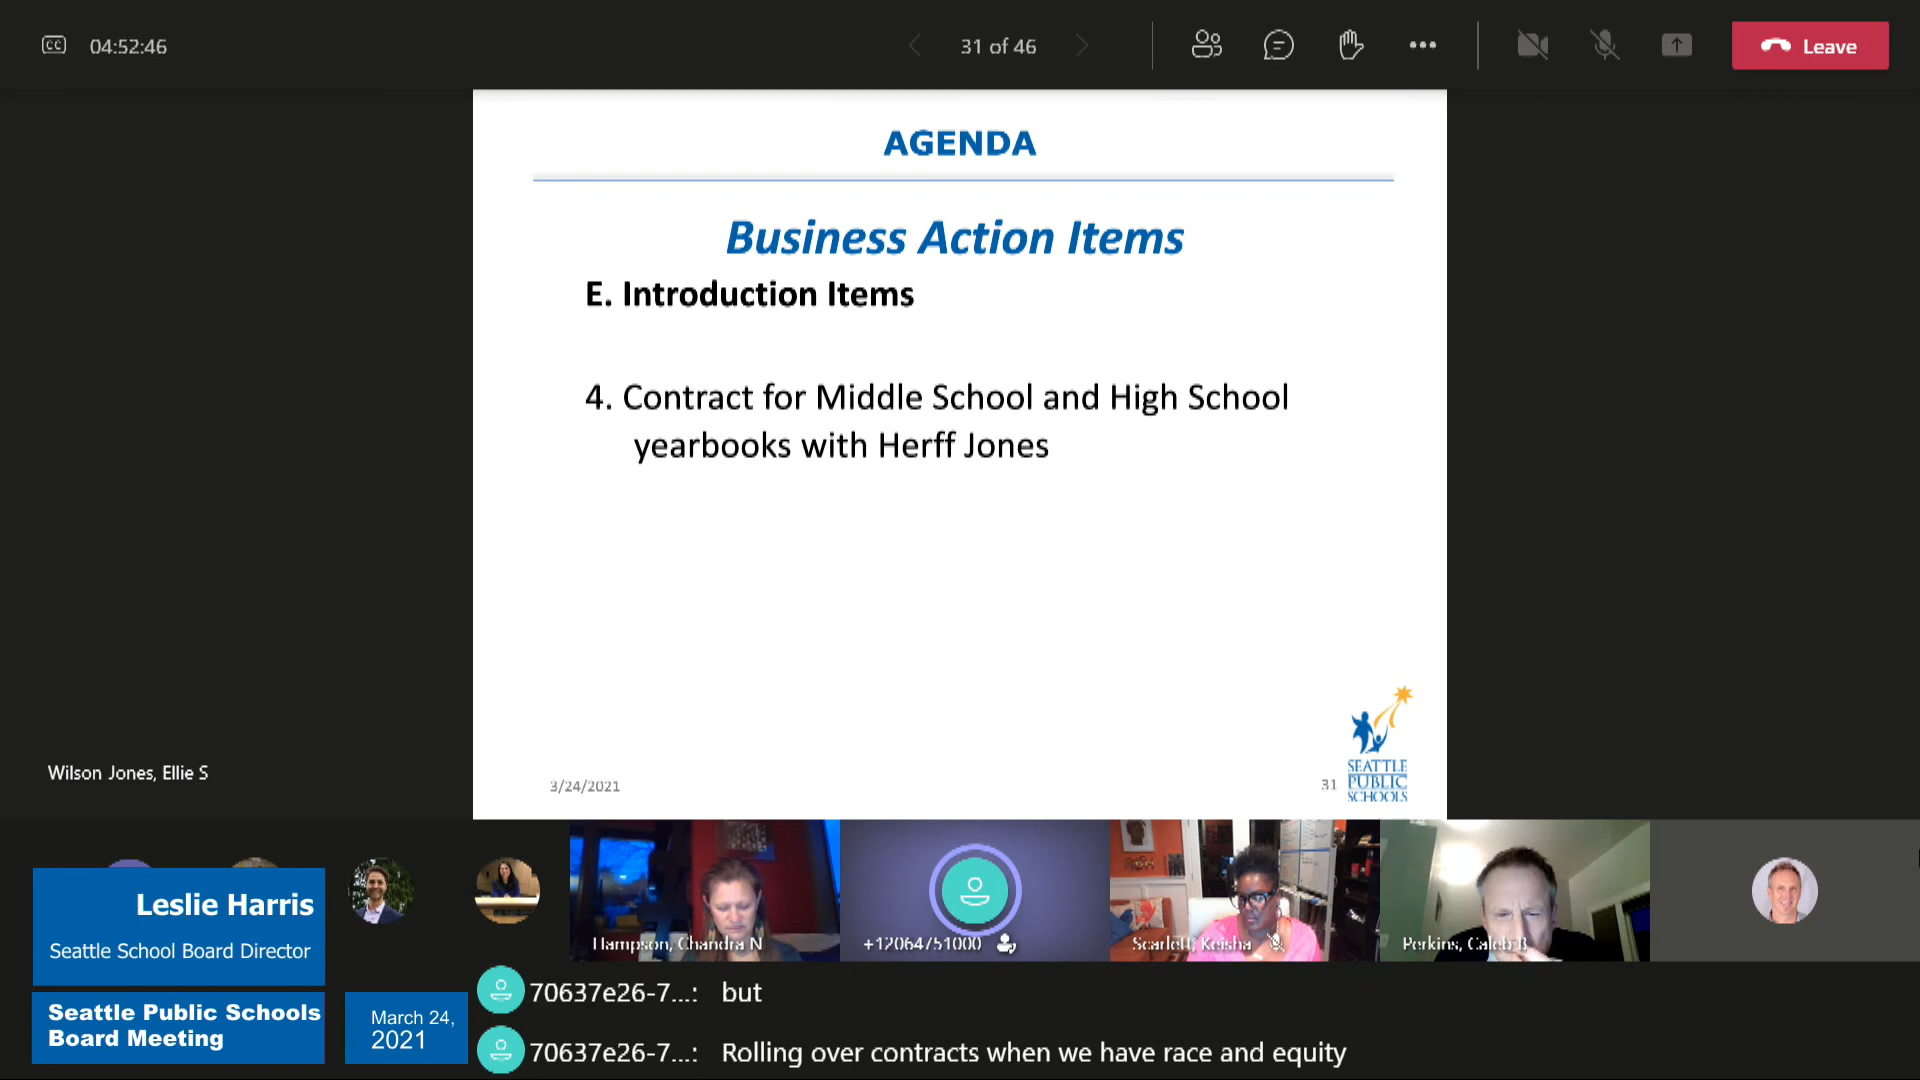 CC 04:52:46
31 of 46
Leave
AGENDA
Business Action Items
E. Introduction Items
4. Contract for Middle School and High School
yearbooks with Herff Jones
Wilson Jones, Ellie S
3/24/2021
31
SEATTLE
PUBLIC
SCHOOLS
Hampson, Chandra N
+12064751000
Scarlett, Keisha
Perkins, Caleb B
Leslie Harris
Seattle School Board Director
Seattle Public Schools
Board Meeting
March 24,
2021
70637e26-7...: but
70637e26-7...: Rolling over contracts when we have race and equity